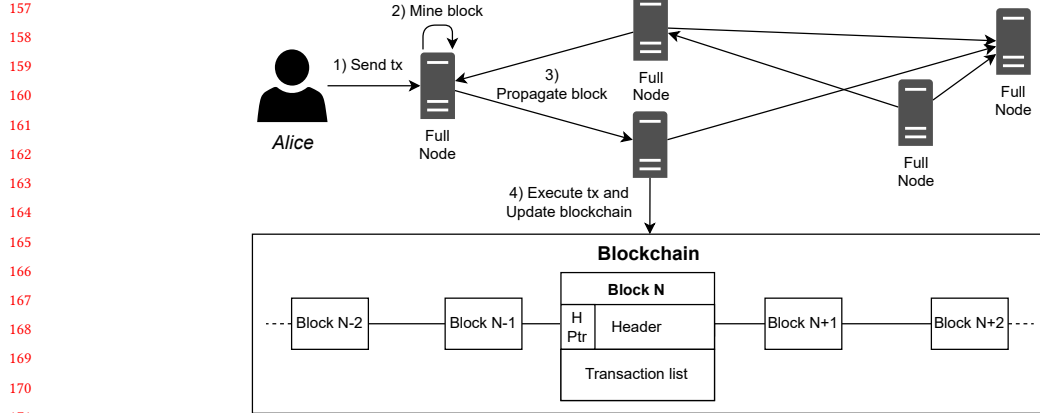 157
158
159
160
161
162
163
164
165
166
167
168
169
170
2) Mine block
1) Send tx
Alice
Full
Node
3)
Propagate block
Full
Node
Full
Node
Full
Node
4) Execute tx and
Update blockchain
Blockchain
Block N-2
Block N-1
Block N
H
Ptr
Header
Transaction list
Block N+1
Block N+2